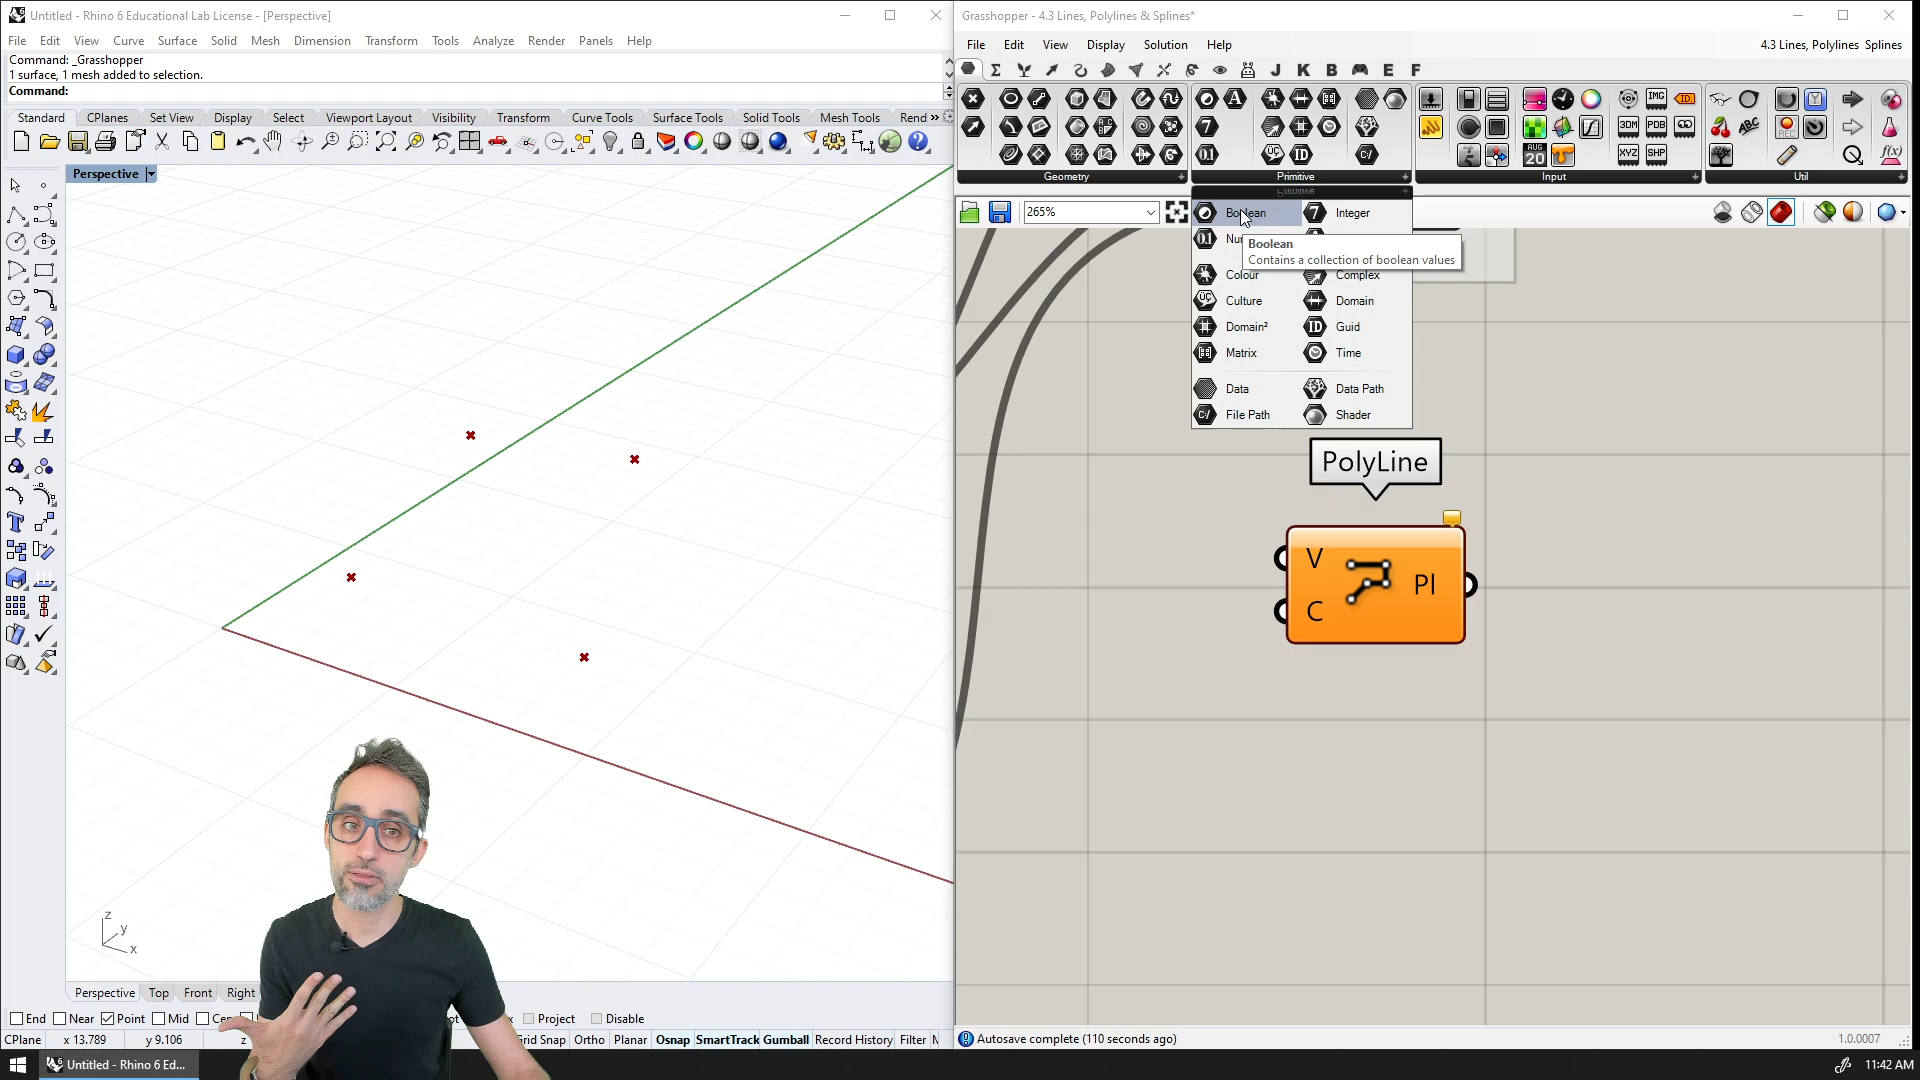 Untitled - Rhino 6 Educational Lab License - [Perspective]
File Edit View Curve Surface Solid Mesh Dimension Transform Tools Analyze Render Panels Help
Command: _Grasshopper
1 surface, 1 mesh added to selection.
Command:
Standard CPlanes Set View Display Select Viewport Layout Visibility Transform Curve Tools Surface Tools Solid Tools Mesh Tools Rend »
Perspective
z
y
x
Perspective Top Front Right
End Near Point Mid Project Disable
CPlane x 13.789 y 9.106 z Grid Snap Ortho Planar Osnap SmartTrack Gumball Record History Filter M
Untitled - Rhino 6 Ed...
Grasshopper - 4.3 Lines, Polylines & Splines*
File Edit View Display Solution Help
4.3 Lines, Polylines Splines
J K B E F
Geometry Primitive Input Util
265%
Primitive
Boolean Integer
Boolean
Contains a collection of boolean values
Colour Complex
Culture Domain
Domain² Guid
Matrix Time
Data Data Path
File Path Shader
PolyLine
V
C
Pl
Autosave complete (110 seconds ago)
1.0.0007
11:42 AM